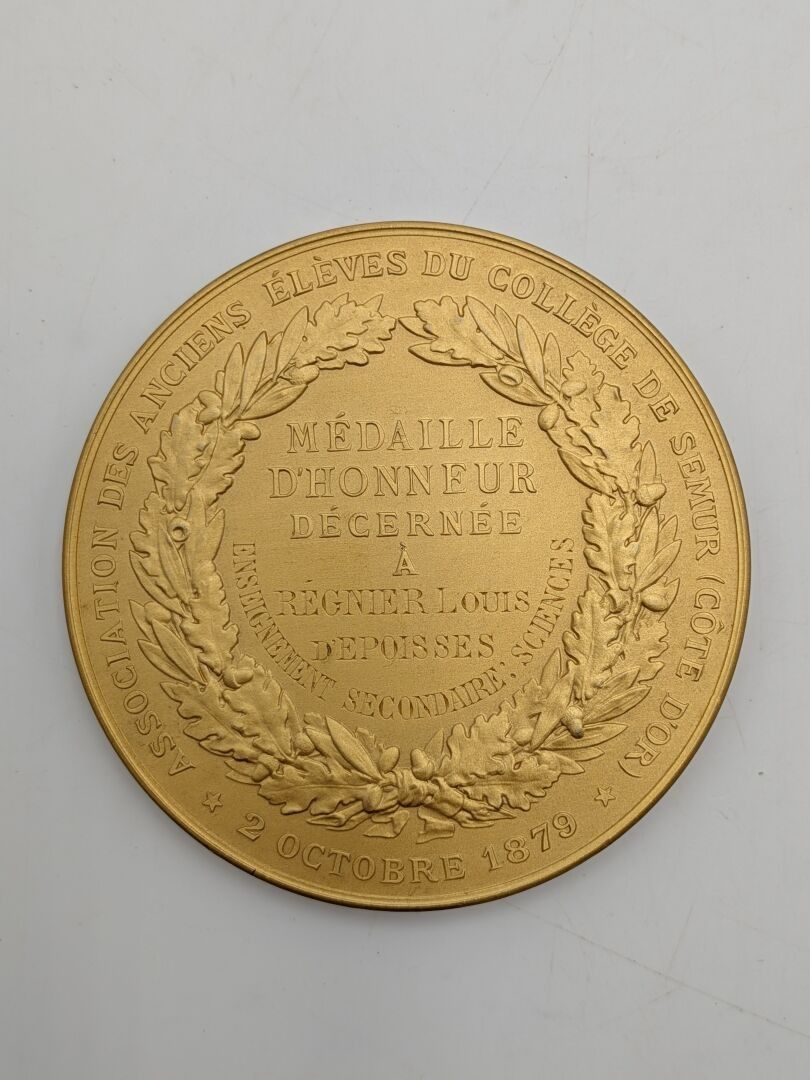 ASSOCIATION DES ANCIENS ÉLÈVES DU COLLÈGE DE SEMUR (CÔTE D'OR)
MÉDAILLE
D'HONNEUR
DÉCERNÉE
À
RÉGNIER LOUIS
D'EPOISSES
ENSEIGNEMENT SECONDAIRE: SCIENCES
2 OCTOBRE 1879